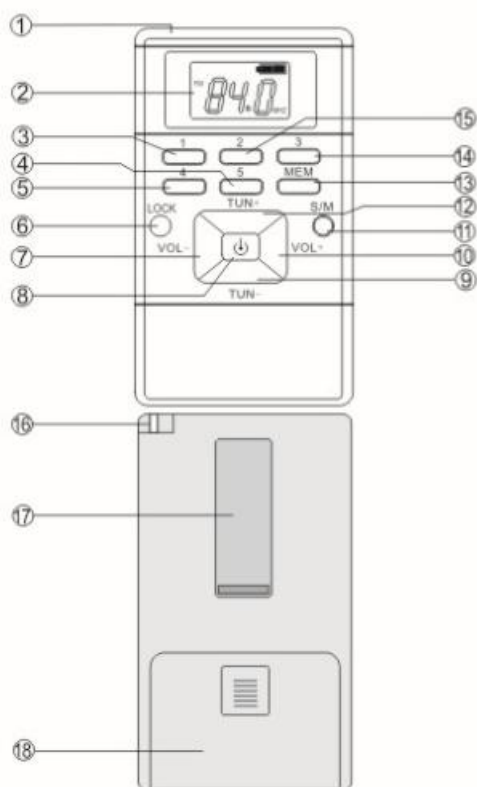 ①
② 84.0 MHZ
⑮
③ 1 2 3
⑭
④ 4 5 MEM
⑤ ⑬
TUN+ ⑫
LOCK S/M
⑥ ⑪
VOL- VOL+
⑦ ⑩
⑧ ⑨
TUN-
⑯
⑰
⑱